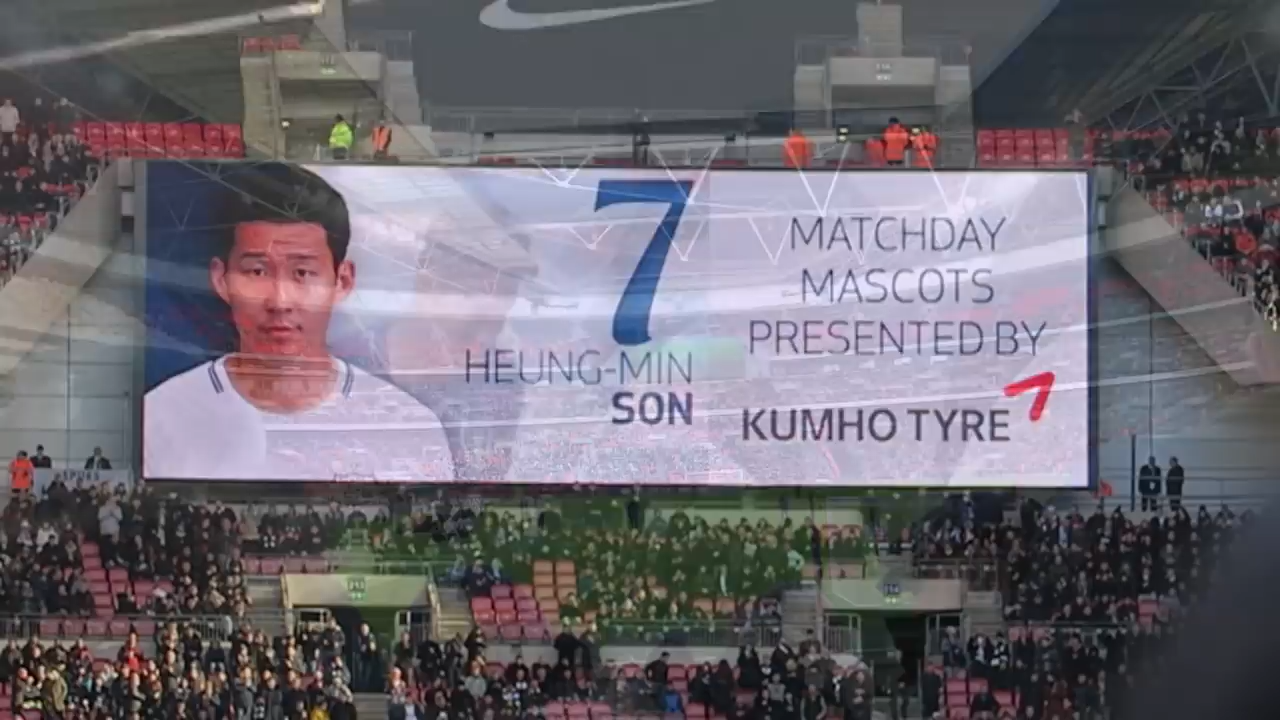 7
HEUNG-MIN
SON
MATCHDAY
MASCOTS
PRESENTED BY
KUMHO TYRE